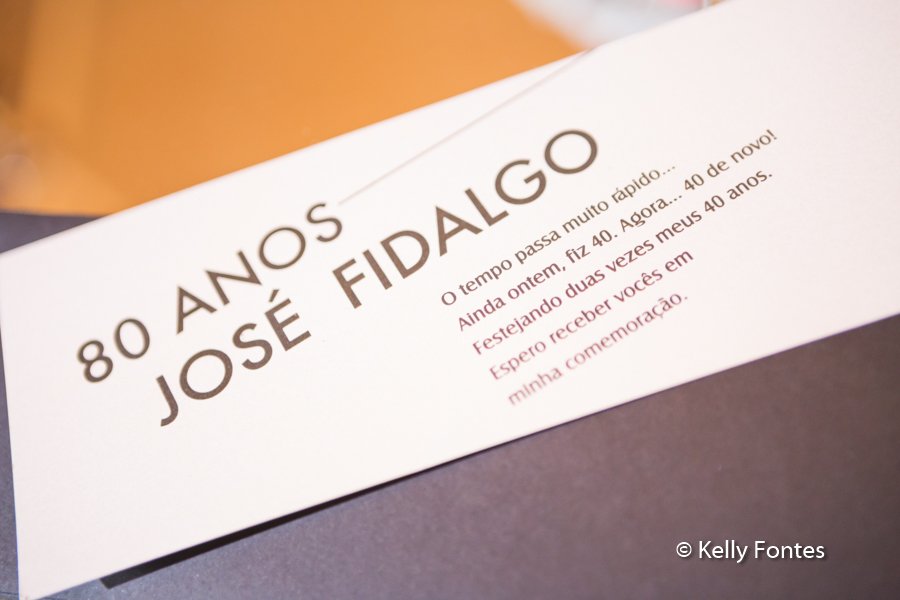 80 ANOS
JOSÉ FIDALGO
O tempo passa muito rápido...
Ainda ontem, fiz 40. Agora... 40 de novo!
Festejando duas vezes meus 40 anos.
Espero receber vocês em
minha comemoração.
© Kelly Fontes